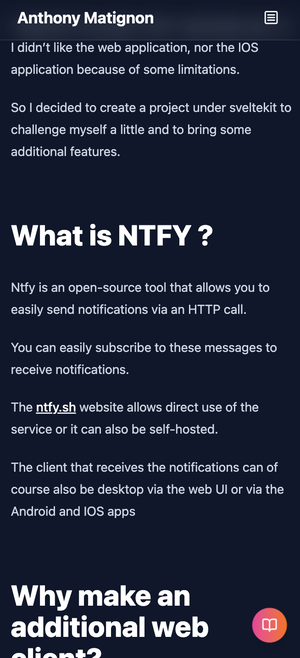 Anthony Matignon
I didn't like the web application, nor the IOS
application because of some limitations.
So I decided to create a project under sveltekit to
challenge myself a little and to bring some
additional features.
What is NTFY ?
Ntfy is an open-source tool that allows you to
easily send notifications via an HTTP call.
You can easily subscribe to these messages to
receive notifications.
The ntfy.sh website allows direct use of the
service or it can also be self-hosted.
The client that receives the notifications can of
course also be desktop via the web UI or via the
Android and IOS apps
Why make an
additional web
client?